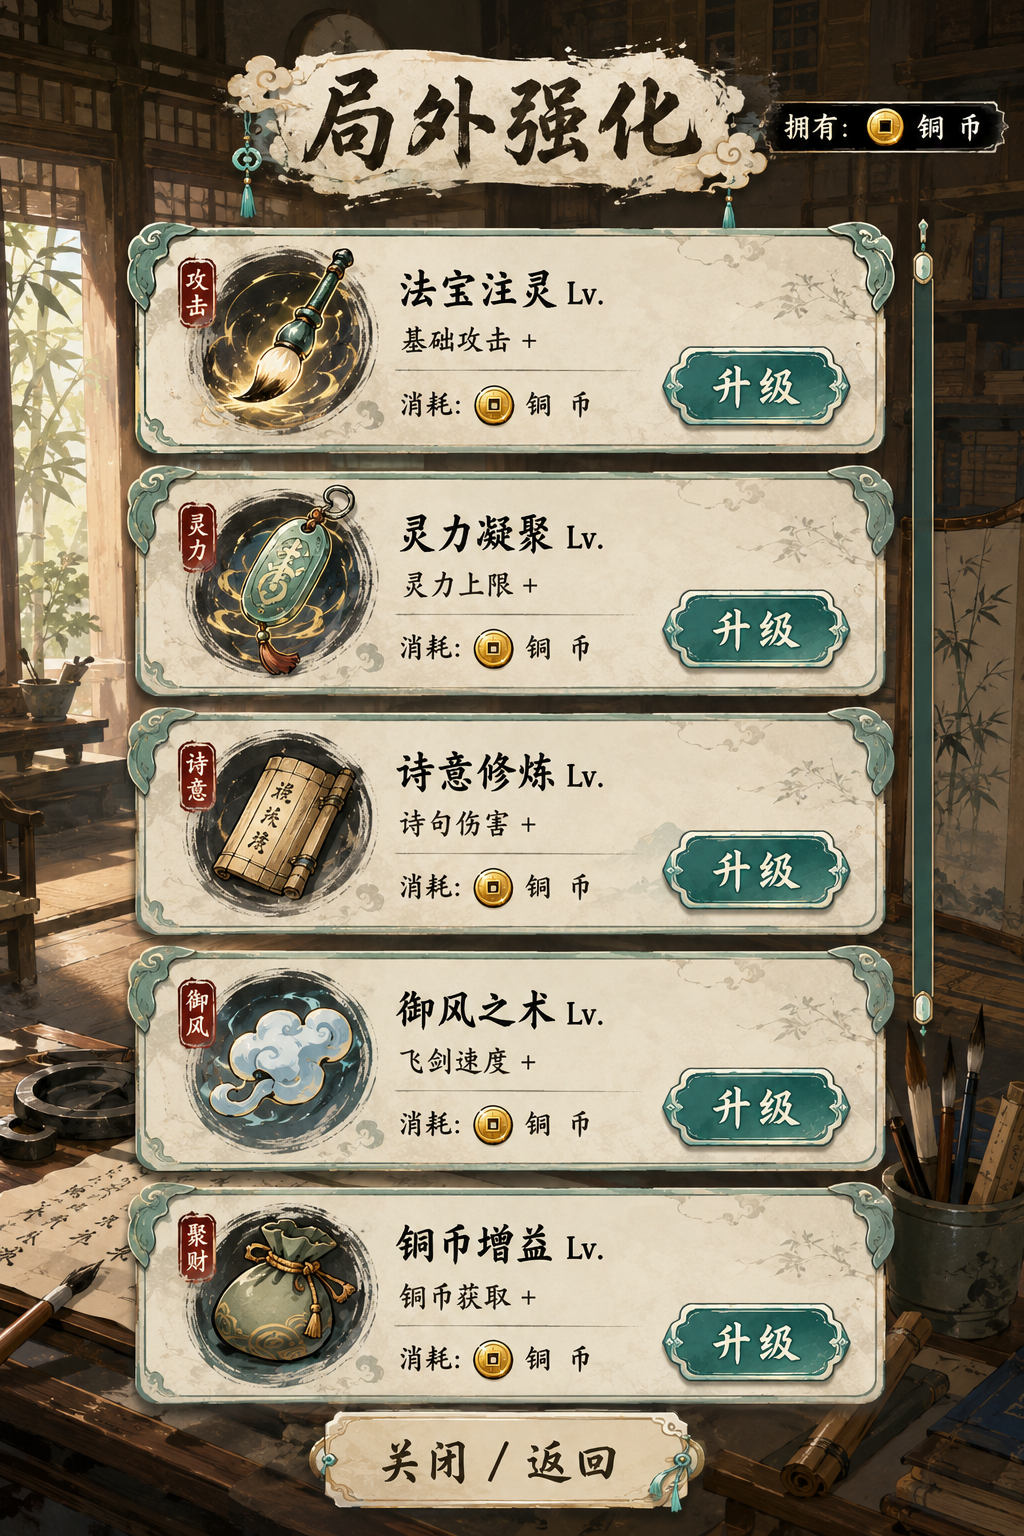 局外强化
拥有: 铜 币
攻击
法宝注灵 Lv.
基础攻击 +
消耗: 铜 币
升级
灵力
灵力凝聚 Lv.
灵力上限 +
消耗: 铜 币
升级
诗意
诗意修炼 Lv.
诗句伤害 +
消耗: 铜 币
升级
御风
御风之术 Lv.
飞剑速度 +
消耗: 铜 币
升级
聚财
铜币增益 Lv.
铜币获取 +
消耗: 铜 币
升级
关闭 / 返回